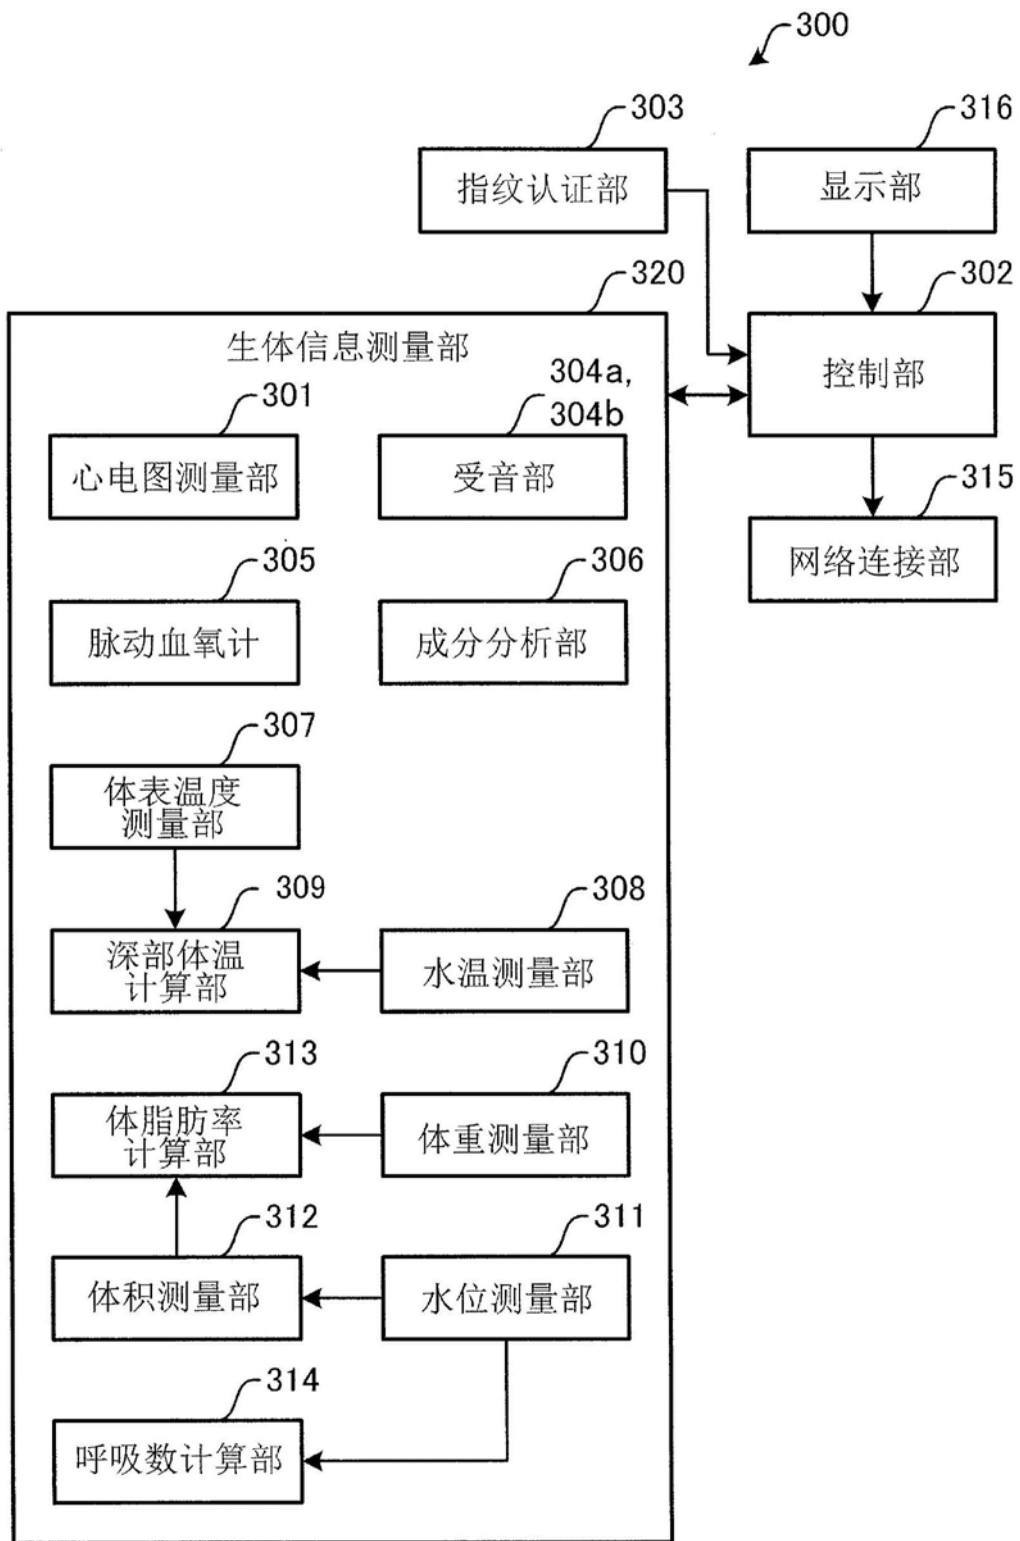 300
303
316
指纹认证部
显示部
320
302
生体信息测量部
控制部
301
304a,
304b
心电图测量部
受音部
315
网络连接部
305
306
脉动血氧计
成分分析部
307
体表温度
测量部
309
308
深部体温
计算部
水温测量部
313
310
体脂肪率
计算部
体重测量部
312
311
体积测量部
水位测量部
314
呼吸数计算部